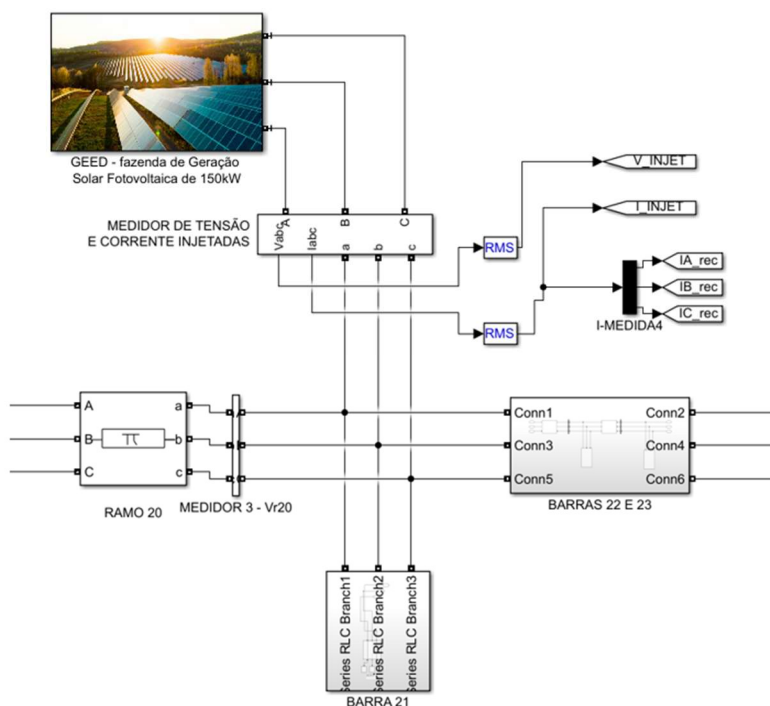 GEED - fazenda de Geração
Solar Fotovoltaica de 150kW
MEDIDOR DE TENSÃO
E CORRENTE INJETADAS
A
B
C
Vabc
Iabc
a
b
c
RMS
RMS
V_INJET
I_INJET
IA_rec
IB_rec
IC_rec
I-MEDIDA4
A
B
C
a
b
c
RAMO 20
MEDIDOR 3 - Vr20
Conn1
Conn3
Conn5
Conn2
Conn4
Conn6
BARRAS 22 E 23
Series RLC Branch1
Series RLC Branch2
Series RLC Branch3
BARRA 21